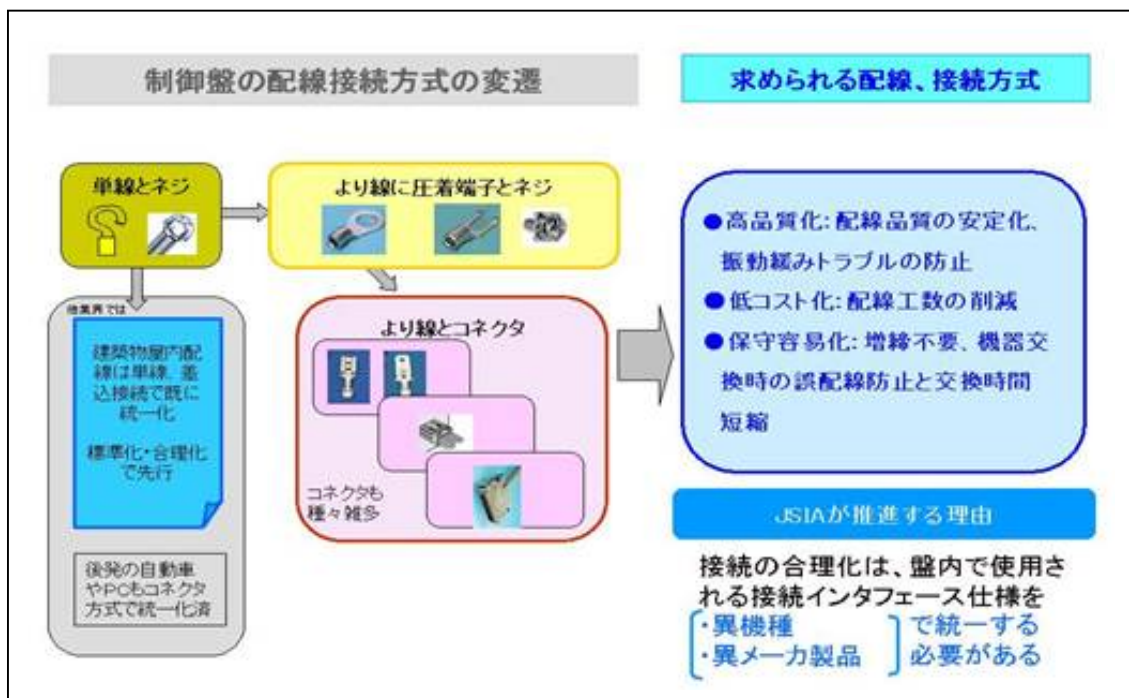 制御盤の配線接続方式の変遷
求められる配線、接続方式
単線とネジ
より線に圧着端子とネジ
他業界では
建築物屋内配
線は単線、差
込接続で既に
統一化
標準化・合理化
で先行
後発の自動車
やPCもコネクタ
方式で統一化済
より線とコネクタ
コネクタも
種々雑多
●高品質化:配線品質の安定化、
振動緩みトラブルの防止
●低コスト化:配線工数の削減
●保守容易化:増締不要、機器交
換時の誤配線防止と交換時間
短縮
JSIAが推進する理由
接続の合理化は、盤内で使用さ
れる接続インタフェース仕様を
・異機種
・異メーカ製品
で統一する
必要がある